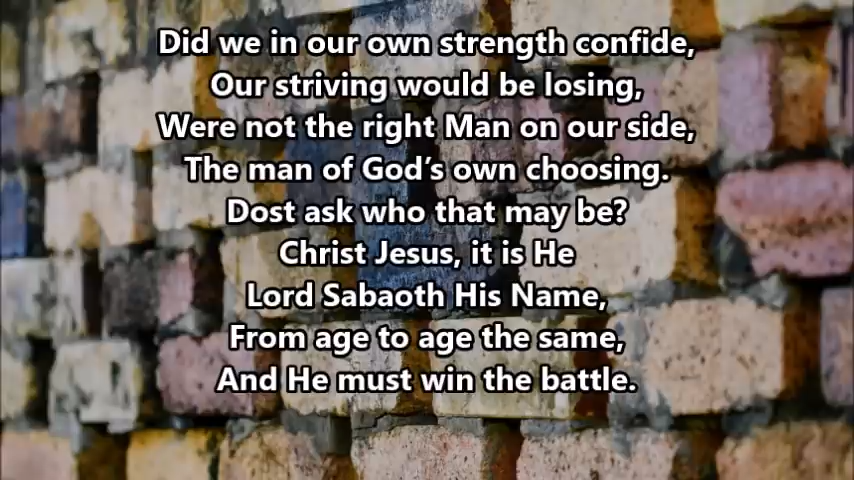 Did we in our own strength confide,
Our striving would be losing,
Were not the right Man on our side,
The man of God’s own choosing.
Dost ask who that may be?
Christ Jesus, it is He
Lord Sabaoth His Name,
From age to age the same,
And He must win the battle.